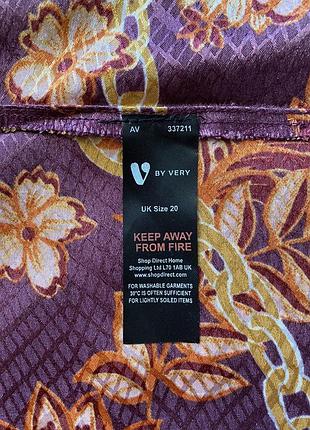 AV 337211
V BY VERY
UK Size 20
KEEP AWAY
FROM FIRE
Shop Direct Home
Shopping Ltd L70 1AB UK
www.shopdirect.com
FOR WASHABLE GARMENTS
30°C IS OFTEN SUFFICIENT
FOR LIGHTLY SOILED ITEMS